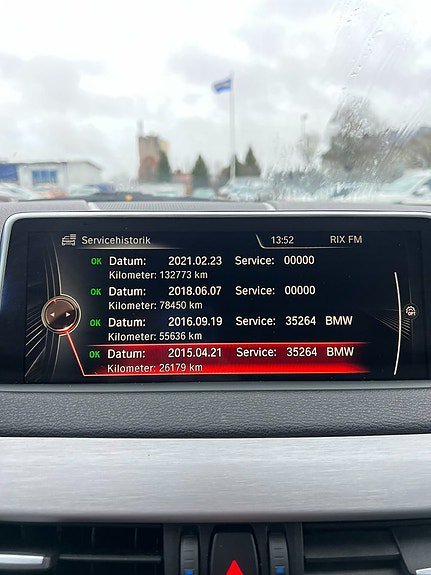 Servicehistorik 13:52 RIX FM
OK Datum: 2021.02.23 Service: 00000
Kilometer: 132773 km
OK Datum: 2018.06.07 Service: 00000
Kilometer: 78450 km
OK Datum: 2016.09.19 Service: 35264 BMW
Kilometer: 55636 km
OK Datum: 2015.04.21 Service: 35264 BMW
Kilometer: 26179 km